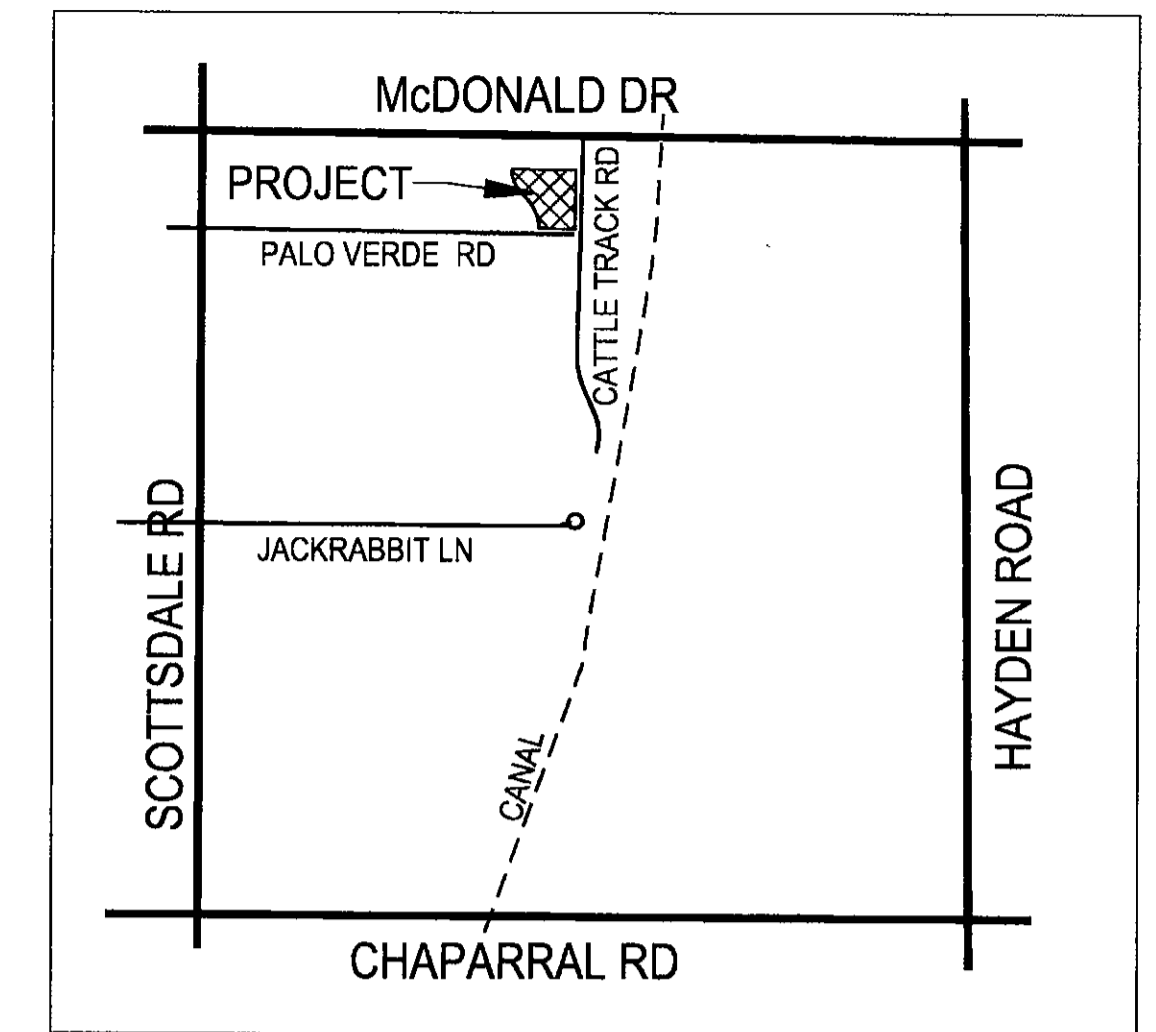 McDONALD DR
PROJECT
PALO VERDE RD
CATTLE TRACK RD
JACKRABBIT LN
SCOTTSDALE RD
HAYDEN ROAD
CANAL
CHAPARRAL RD